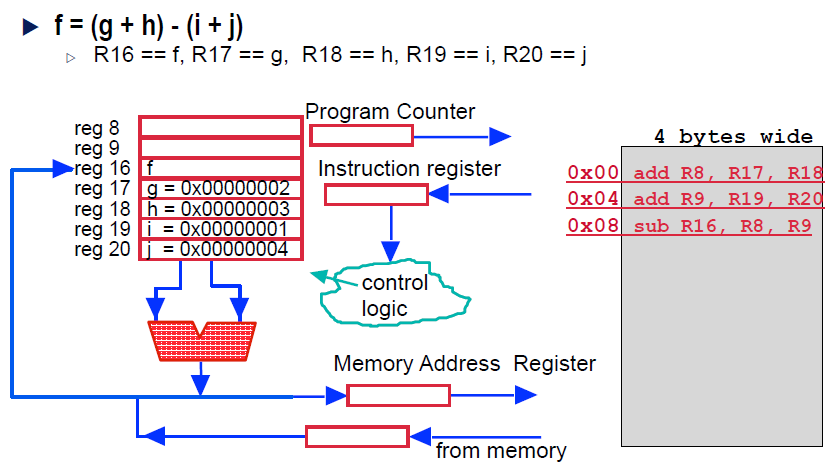 f = (g + h) - (i + j)
R16 == f, R17 == g, R18 == h, R19 == i, R20 == j
Program Counter
reg 8
reg 9
reg 16 f
reg 17 g = 0x00000002
reg 18 h = 0x00000003
reg 19 i = 0x00000001
reg 20 j = 0x00000004
Instruction register
control
logic
Memory Address Register
from memory
4 bytes wide
0x00 add R8, R17, R18
0x04 add R9, R19, R20
0x08 sub R16, R8, R9